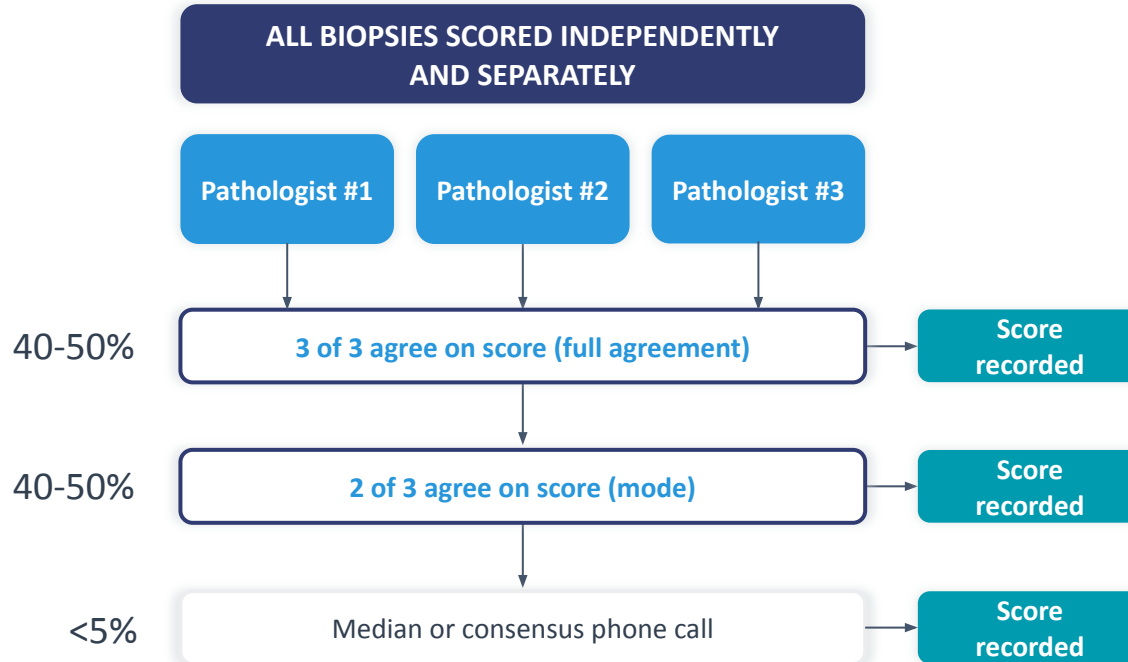 ALL BIOPSIES SCORED INDEPENDENTLY
AND SEPARATELY
Pathologist #1
Pathologist #2
Pathologist #3
40-50%
3 of 3 agree on score (full agreement)
Score
recorded
40-50%
2 of 3 agree on score (mode)
Score
recorded
<5%
Median or consensus phone call
Score
recorded